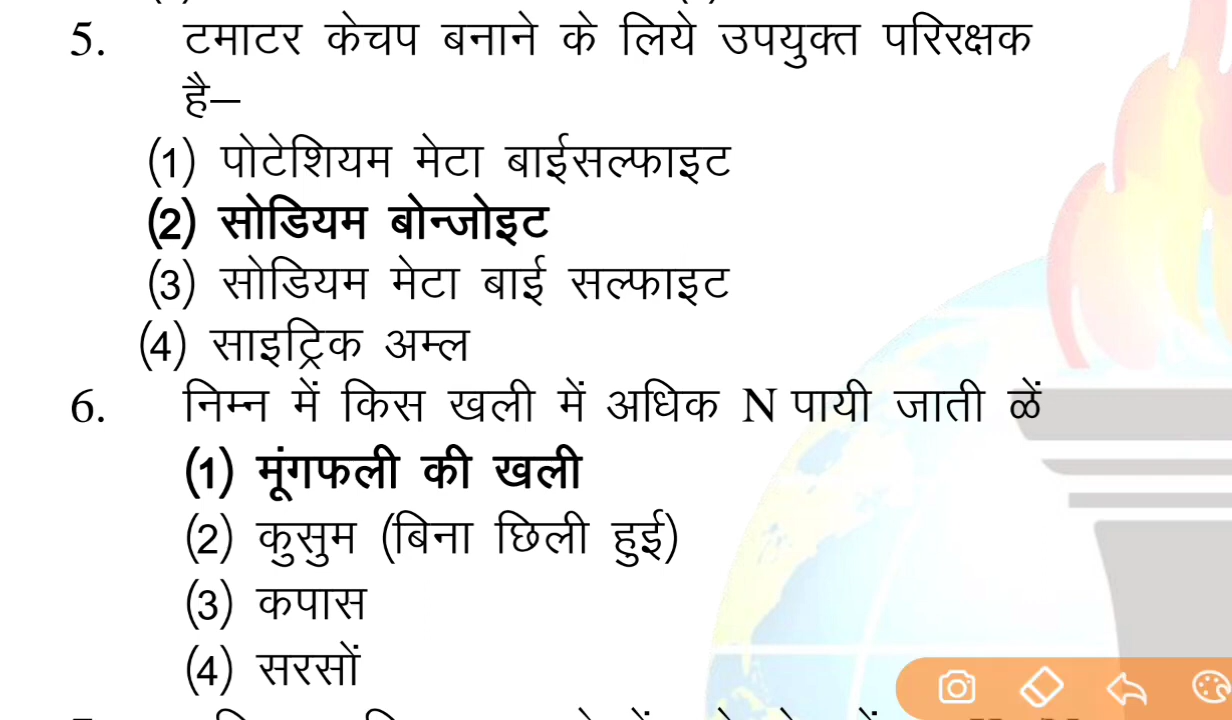 5. टमाटर केचप बनाने के लिये उपयुक्त परिरक्षक
है–
(1) पोटेशियम मेटा बाईसल्फाइट
(2) सोडियम बोन्जोइट
(3) सोडियम मेटा बाई सल्फाइट
(4) साइट्रिक अम्ल
6. निम्न में किस खली में अधिक N पायी जाती ळें
(1) मूंगफली की खली
(2) कुसुम (बिना छिली हुई)
(3) कपास
(4) सरसों